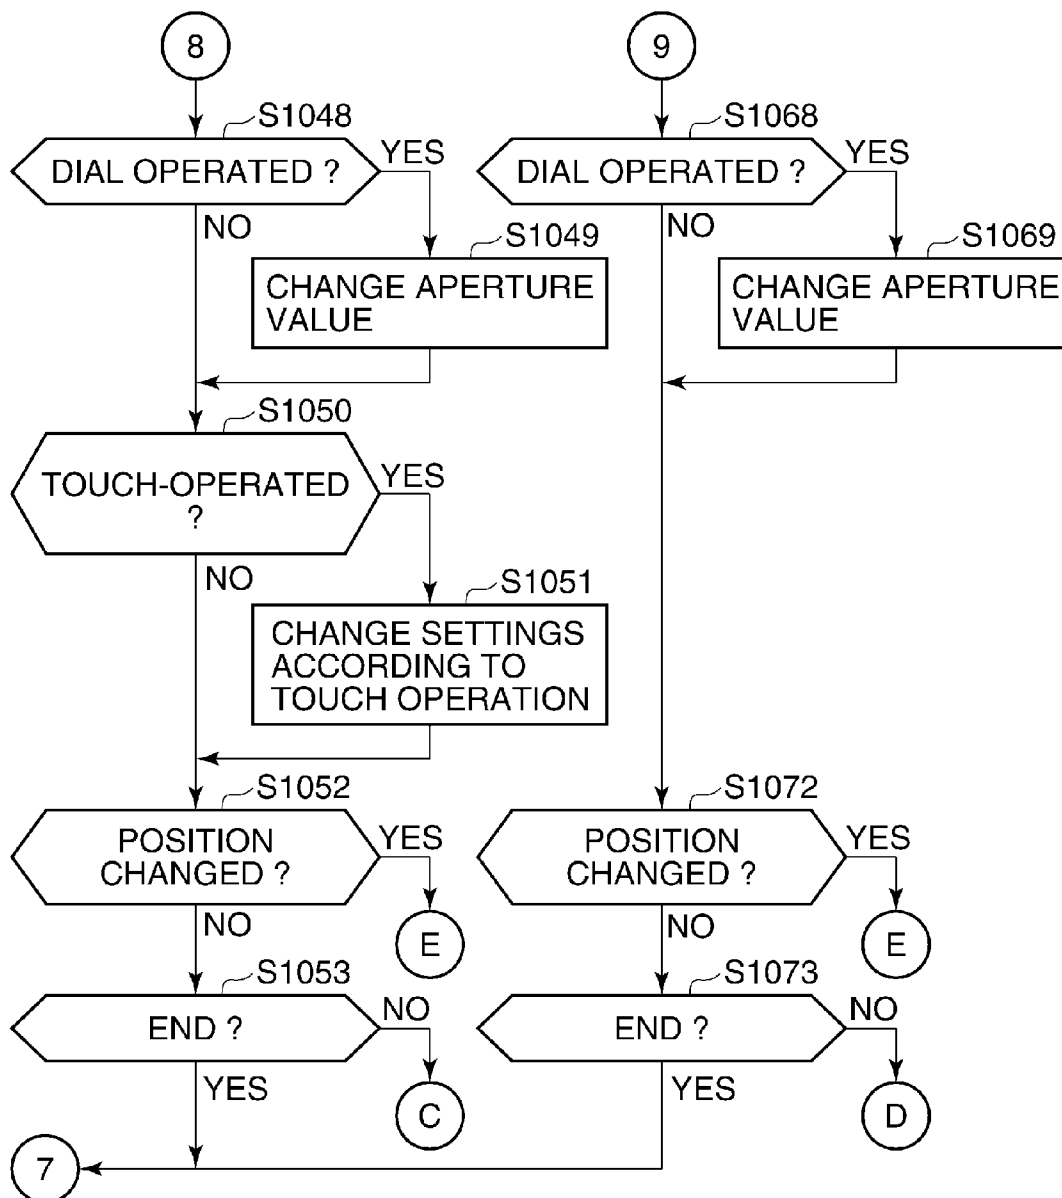 8
S1048
DIAL OPERATED ?
YES
NO
S1049
CHANGE APERTURE
VALUE
S1050
TOUCH-OPERATED
?
YES
NO
S1051
CHANGE SETTINGS
ACCORDING TO
TOUCH OPERATION
S1052
POSITION
CHANGED ?
YES
NO
E
S1053
END ?
NO
YES
C
7
9
S1068
DIAL OPERATED ?
YES
NO
S1069
CHANGE APERTURE
VALUE
S1072
POSITION
CHANGED ?
YES
NO
E
S1073
END ?
NO
YES
D